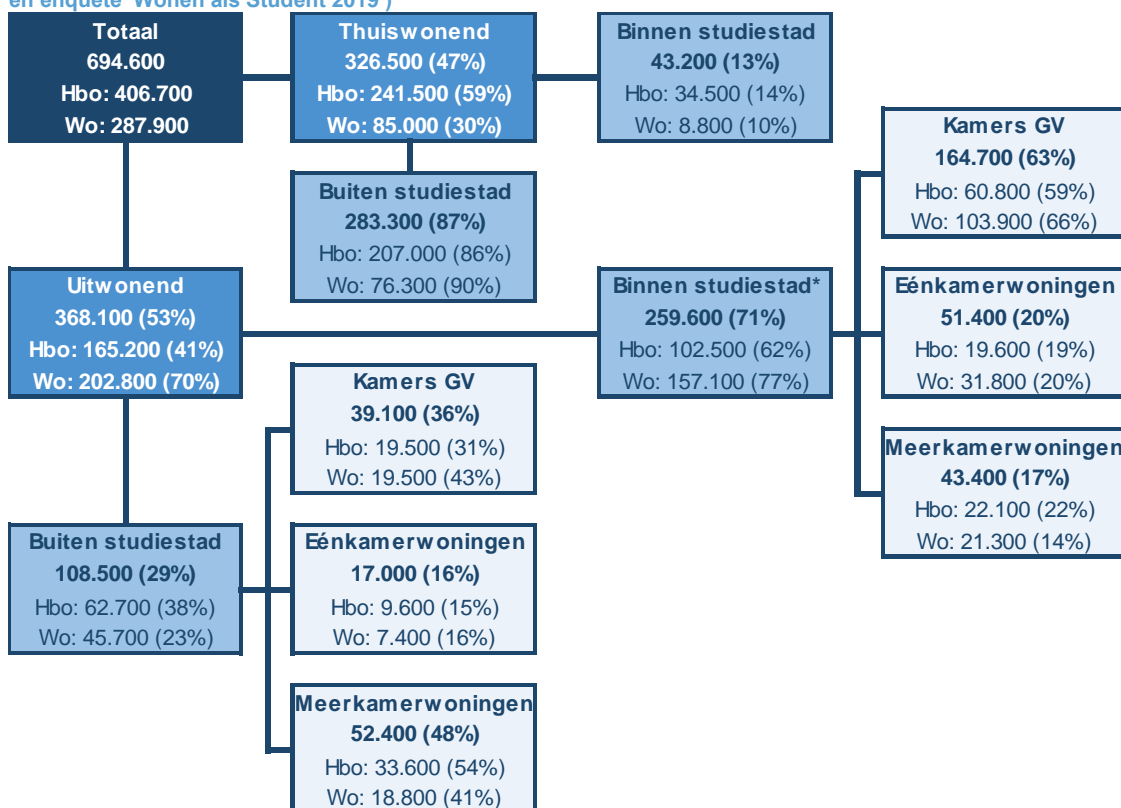 en enquête 'Wonen als Student 2019')
Totaal
694.600
Hbo: 406.700
Wo: 287.900
Thuiswonend
326.500 (47%)
Hbo: 241.500 (59%)
Wo: 85.000 (30%)
Binnen studiestad
43.200 (13%)
Hbo: 34.500 (14%)
Wo: 8.800 (10%)
Buiten studiestad
283.300 (87%)
Hbo: 207.000 (86%)
Wo: 76.300 (90%)
Uitwonend
368.100 (53%)
Hbo: 165.200 (41%)
Wo: 202.800 (70%)
Binnen studiestad*
259.600 (71%)
Hbo: 102.500 (62%)
Wo: 157.100 (77%)
Kamers GV
164.700 (63%)
Hbo: 60.800 (59%)
Wo: 103.900 (66%)
Eénkamerwoningen
51.400 (20%)
Hbo: 19.600 (19%)
Wo: 31.800 (20%)
Meerkamerwoningen
43.400 (17%)
Hbo: 22.100 (22%)
Wo: 21.300 (14%)
Buiten studiestad
108.500 (29%)
Hbo: 62.700 (38%)
Wo: 45.700 (23%)
Kamers GV
39.100 (36%)
Hbo: 19.500 (31%)
Wo: 19.500 (43%)
Eénkamerwoningen
17.000 (16%)
Hbo: 9.600 (15%)
Wo: 7.400 (16%)
Meerkamerwoningen
52.400 (48%)
Hbo: 33.600 (54%)
Wo: 18.800 (41%)